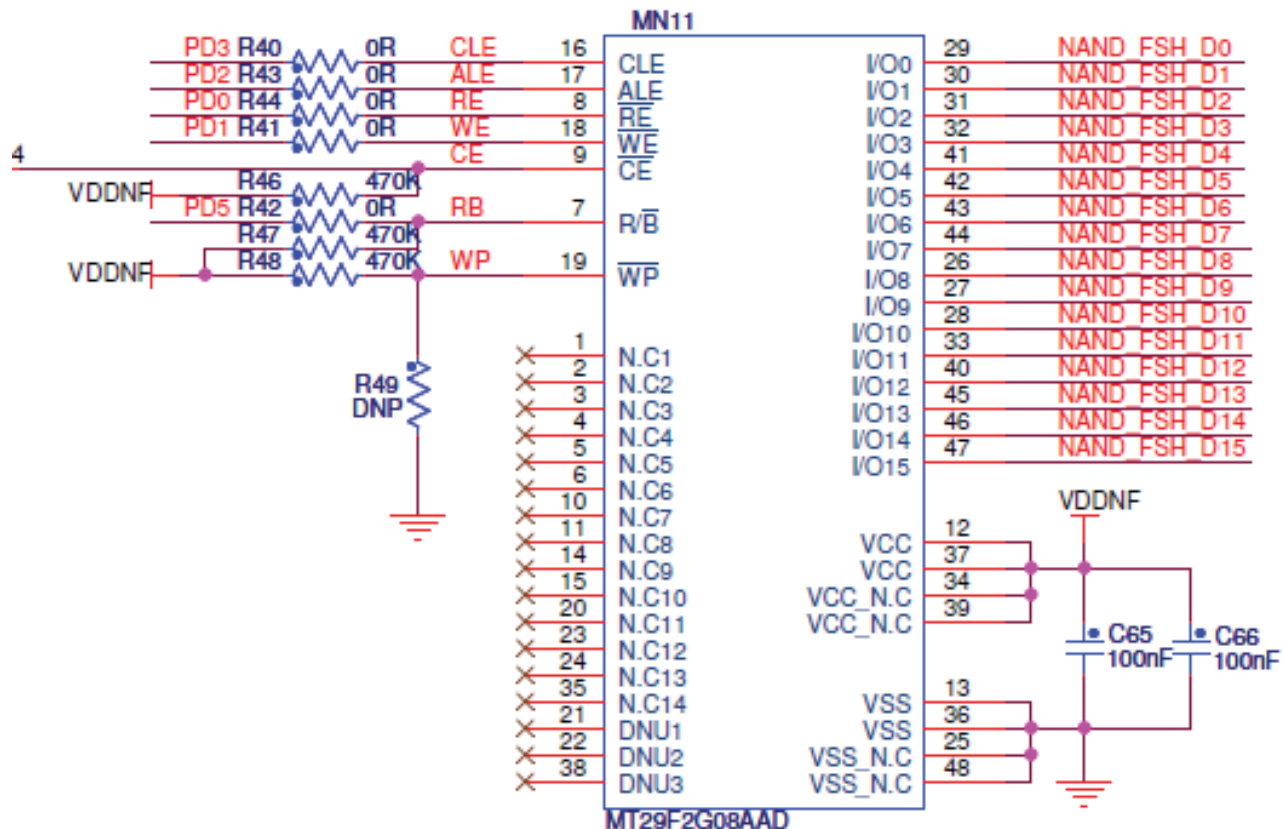 MN11
PD3 R40 0R CLE 16 CLE I/O0 29 NAND_FSH_D0
PD2 R43 0R ALE 17 ALE I/O1 30 NAND_FSH_D1
PD0 R44 0R RE 8 RE I/O2 31 NAND_FSH_D2
PD1 R41 0R WE 18 WE I/O3 32 NAND_FSH_D3
4 CE 9 CE I/O4 41 NAND_FSH_D4
VDDNF R46 470K I/O5 42 NAND_FSH_D5
PD5 R42 0R RB 7 R/B I/O6 43 NAND_FSH_D6
R47 470K I/O7 44 NAND_FSH_D7
VDDNF R48 470K WP 19 WP I/O8 26 NAND_FSH_D8
I/O9 27 NAND_FSH_D9
I/O10 28 NAND_FSH_D10
1 N.C1 I/O11 33 NAND_FSH_D11
2 N.C2 I/O12 40 NAND_FSH_D12
R49
DNP
3 N.C3 I/O13 45 NAND_FSH_D13
4 N.C4 I/O14 46 NAND_FSH_D14
5 N.C5 I/O15 47 NAND_FSH_D15
6 N.C6
VDDNF
10 N.C7
11 N.C8 VCC 12
14 N.C9 VCC 37
15 N.C10 VCC_N.C 34
20 N.C11 VCC_N.C 39
C65
100nF
C66
100nF
23 N.C12
24 N.C13
35 N.C14 VSS 13
21 DNU1 VSS 36
22 DNU2 VSS_N.C 25
38 DNU3 VSS_N.C 48
MT29F2G08AAD